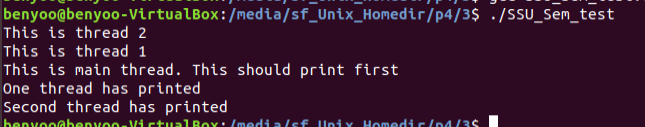 benyoo@benyoo-VirtualBox:/media/sf_Unix_Homedir/p4/3$ ./SSU_Sem_test
This is thread 2
This is thread 1
This is main thread. This should print first
One thread has printed
Second thread has printed
benyoo@benyoo-VirtualBox:/media/sf_Unix_Homedir/p4/3$